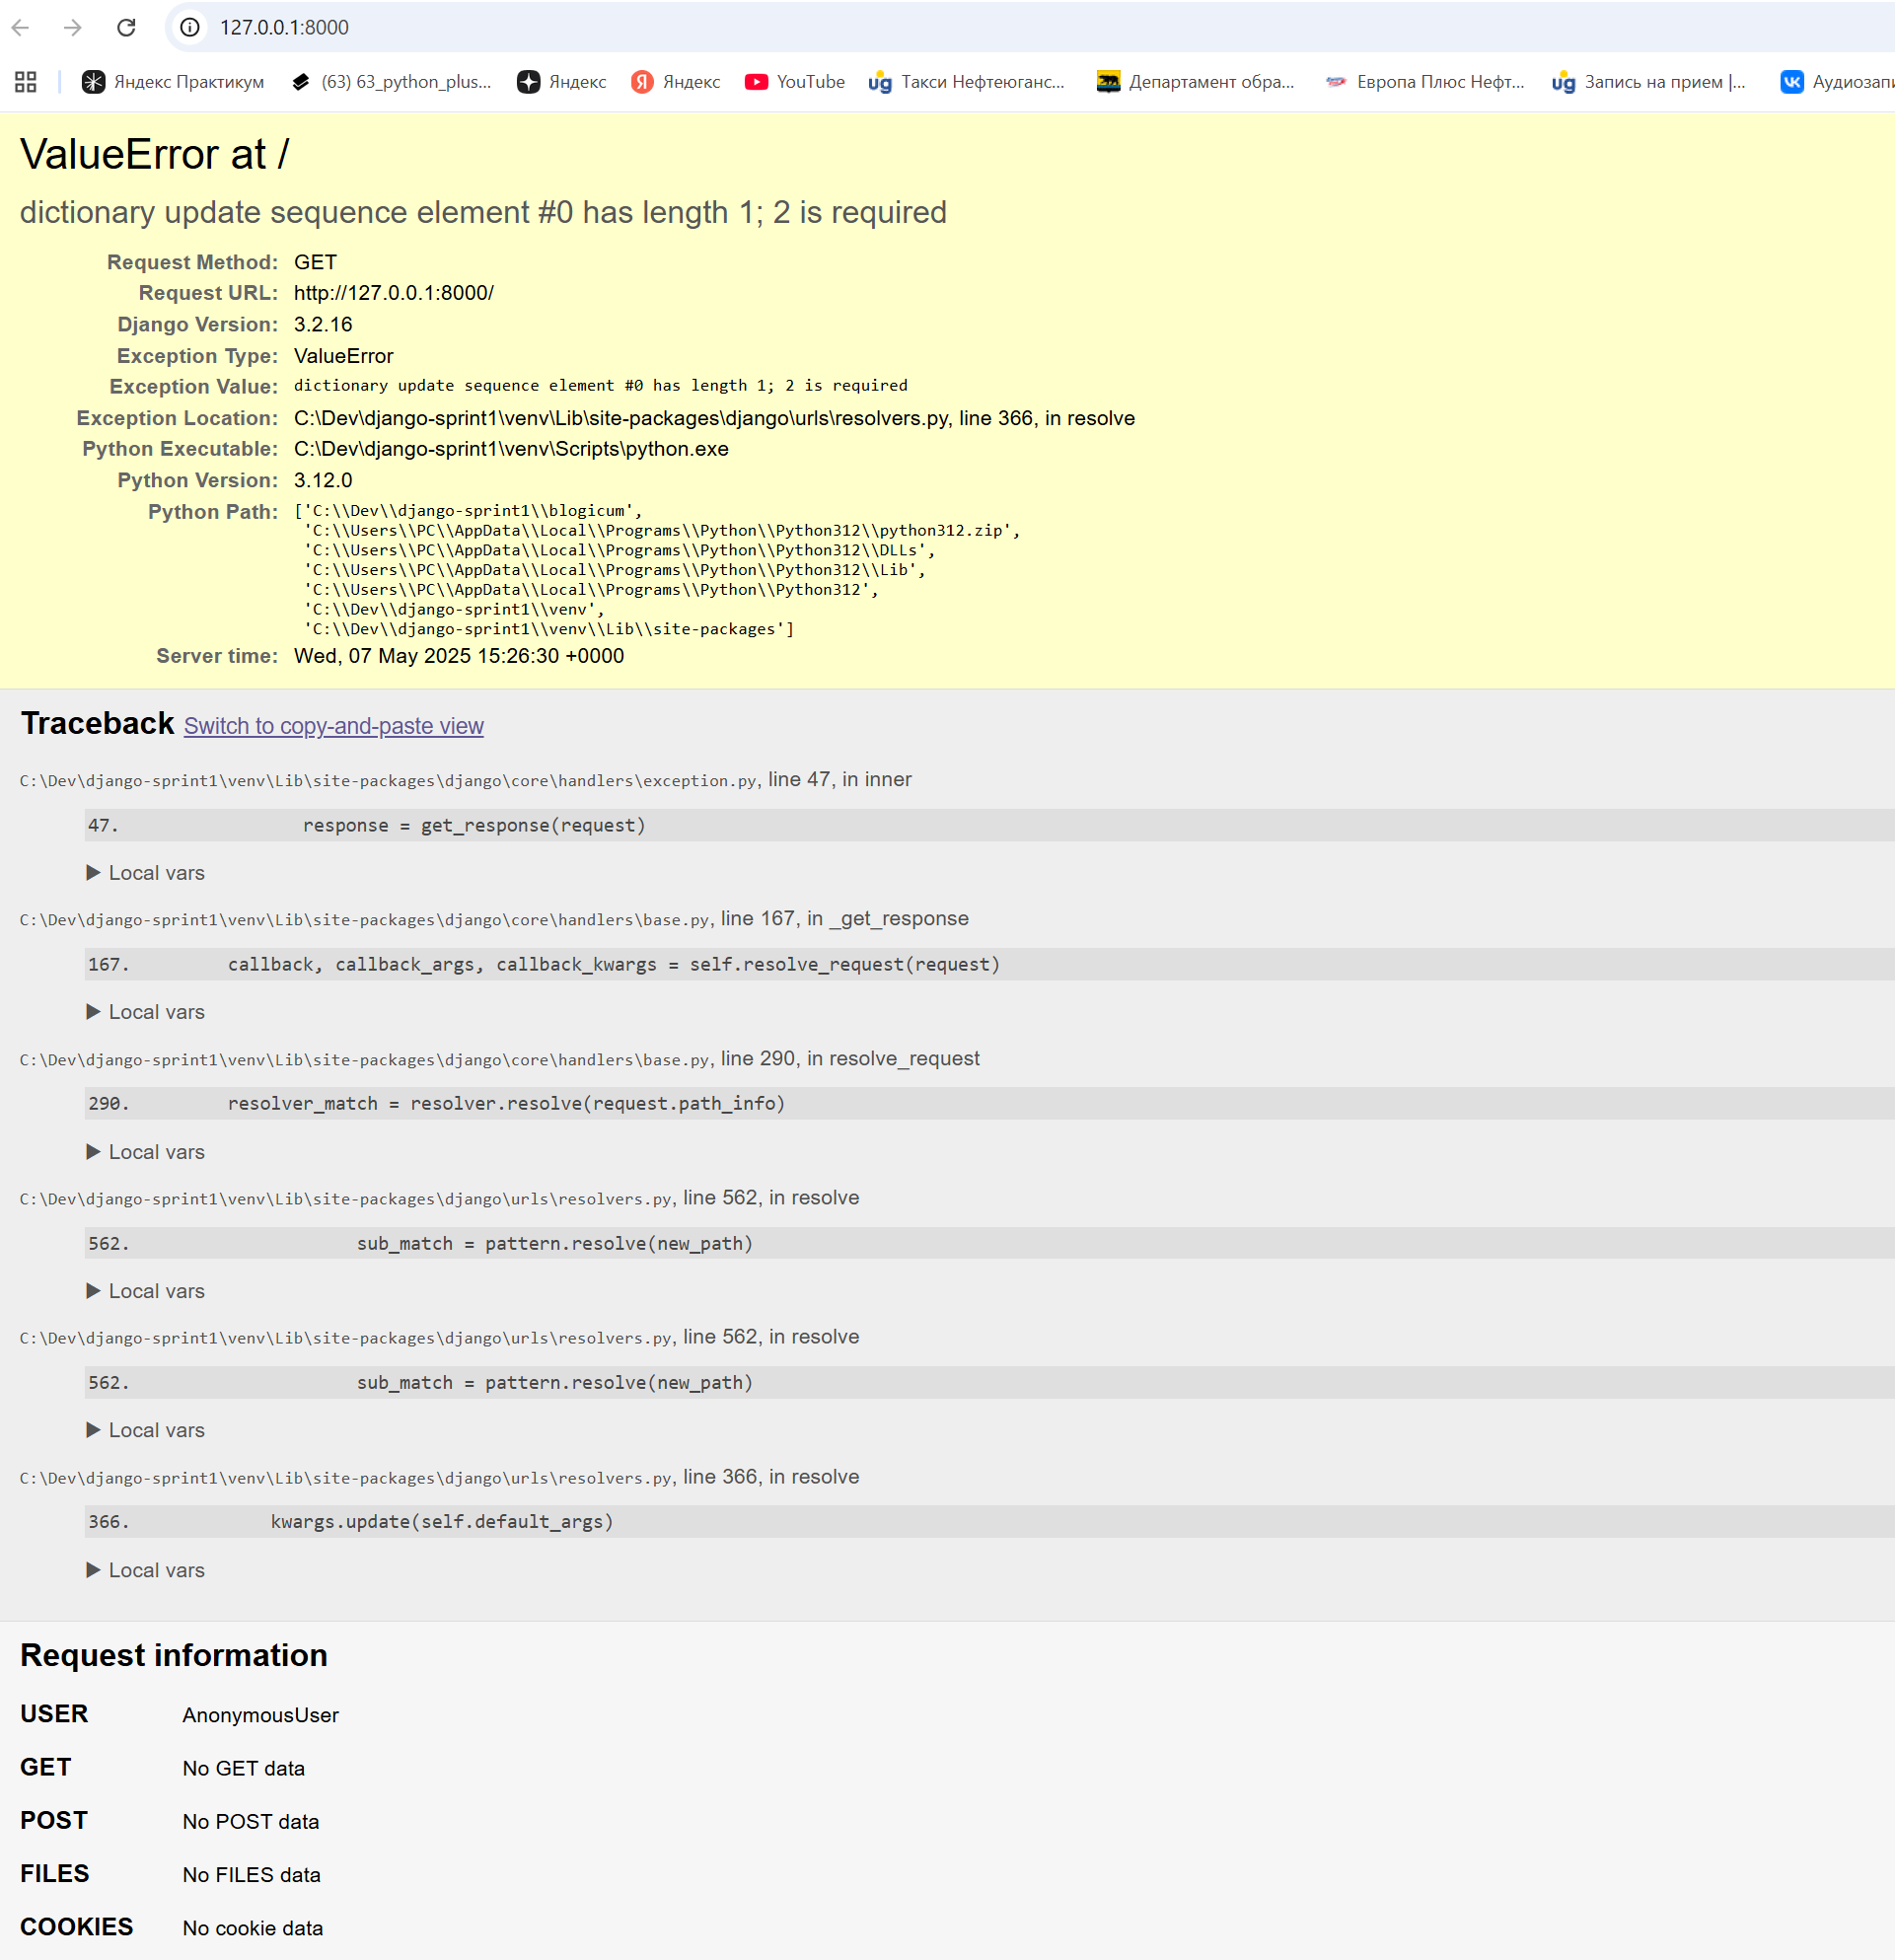 127.0.0.1:8000
Яндекс Практикум (63) 63_python_plus... Яндекс Яндекс YouTube Такси Нефтеюганс... Департамент обра... Европа Плюс Нефт... Запись на прием |... Аудиозапи
ValueError at /
dictionary update sequence element #0 has length 1; 2 is required
Request Method: GET
Request URL: http://127.0.0.1:8000/
Django Version: 3.2.16
Exception Type: ValueError
Exception Value: dictionary update sequence element #0 has length 1; 2 is required
Exception Location: C:\Dev\django-sprint1\venv\Lib\site-packages\django\urls\resolvers.py, line 366, in resolve
Python Executable: C:\Dev\django-sprint1\venv\Scripts\python.exe
Python Version: 3.12.0
Python Path: ['C:\\Dev\\django-sprint1\\blogicum',
'C:\\Users\\PC\\AppData\\Local\\Programs\\Python\\Python312\\python312.zip',
'C:\\Users\\PC\\AppData\\Local\\Programs\\Python\\Python312\\DLLs',
'C:\\Users\\PC\\AppData\\Local\\Programs\\Python\\Python312\\Lib',
'C:\\Users\\PC\\AppData\\Local\\Programs\\Python\\Python312',
'C:\\Dev\\django-sprint1\\venv',
'C:\\Dev\\django-sprint1\\venv\\Lib\\site-packages']
Server time: Wed, 07 May 2025 15:26:30 +0000
Traceback Switch to copy-and-paste view
C:\Dev\django-sprint1\venv\Lib\site-packages\django\core\handlers\exception.py, line 47, in inner
47. response = get_response(request)
▶ Local vars
C:\Dev\django-sprint1\venv\Lib\site-packages\django\core\handlers\base.py, line 167, in _get_response
167. callback, callback_args, callback_kwargs = self.resolve_request(request)
▶ Local vars
C:\Dev\django-sprint1\venv\Lib\site-packages\django\core\handlers\base.py, line 290, in resolve_request
290. resolver_match = resolver.resolve(request.path_info)
▶ Local vars
C:\Dev\django-sprint1\venv\Lib\site-packages\django\urls\resolvers.py, line 562, in resolve
562. sub_match = pattern.resolve(new_path)
▶ Local vars
C:\Dev\django-sprint1\venv\Lib\site-packages\django\urls\resolvers.py, line 562, in resolve
562. sub_match = pattern.resolve(new_path)
▶ Local vars
C:\Dev\django-sprint1\venv\Lib\site-packages\django\urls\resolvers.py, line 366, in resolve
366. kwargs.update(self.default_args)
▶ Local vars
Request information
USER AnonymousUser
GET No GET data
POST No POST data
FILES No FILES data
COOKIES No cookie data